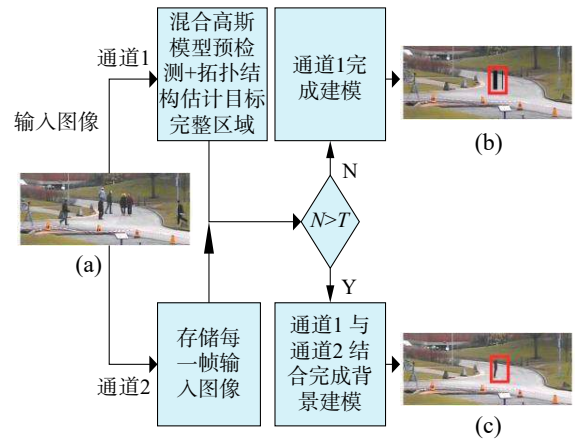 混合高斯
模型预检
测+拓扑结
构估计目标
完整区域
通道1
通道1完
成建模
输入图像
(b)
N
N>T
(a)
Y
存储每
一帧输
入图像
通道1 与
通道2 结
合完成背
景建模
通道2
(c)